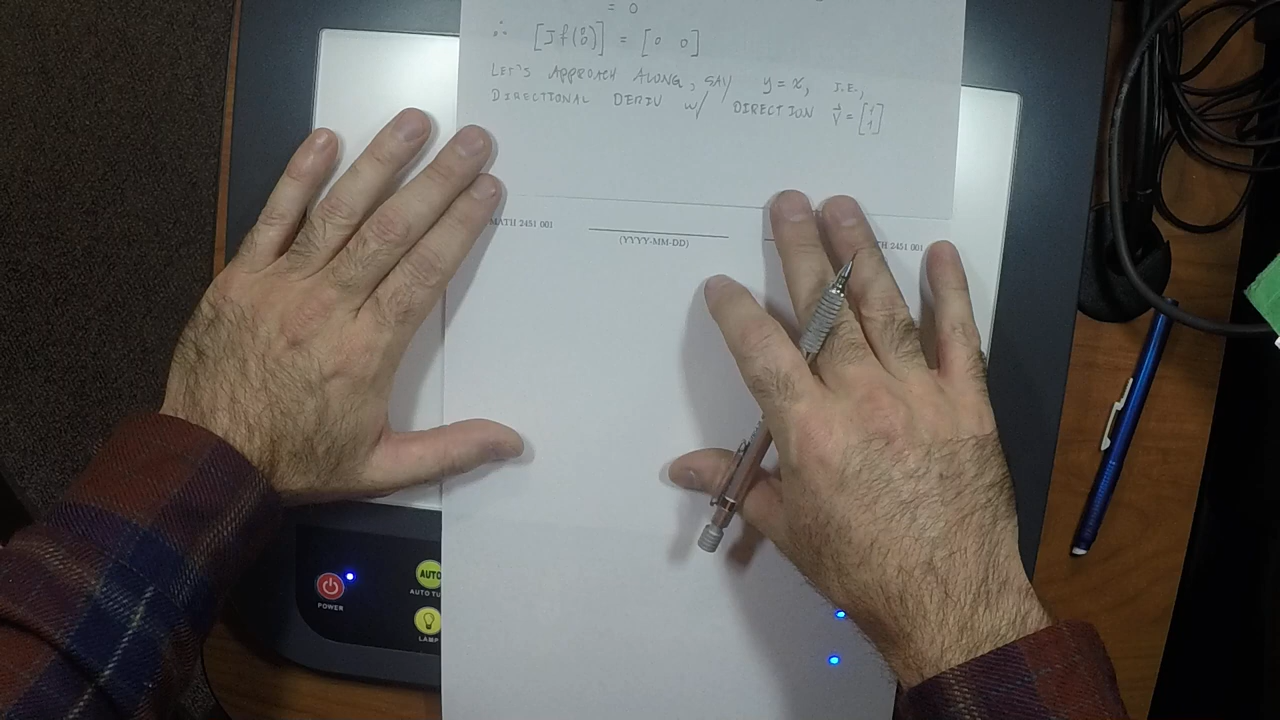 = 0
∴ [Jf(0 0)] = [0 0]
LET'S APPROACH ALONG, SAY y = x, I.E.,
DIRECTIONAL DERIV w/ DIRECTION v⃗ = [1 1]
MATH 2451 001
(YYYY-MM-DD)
TH 2451 001
POWER
AUTO
AUTO TU
LAMP